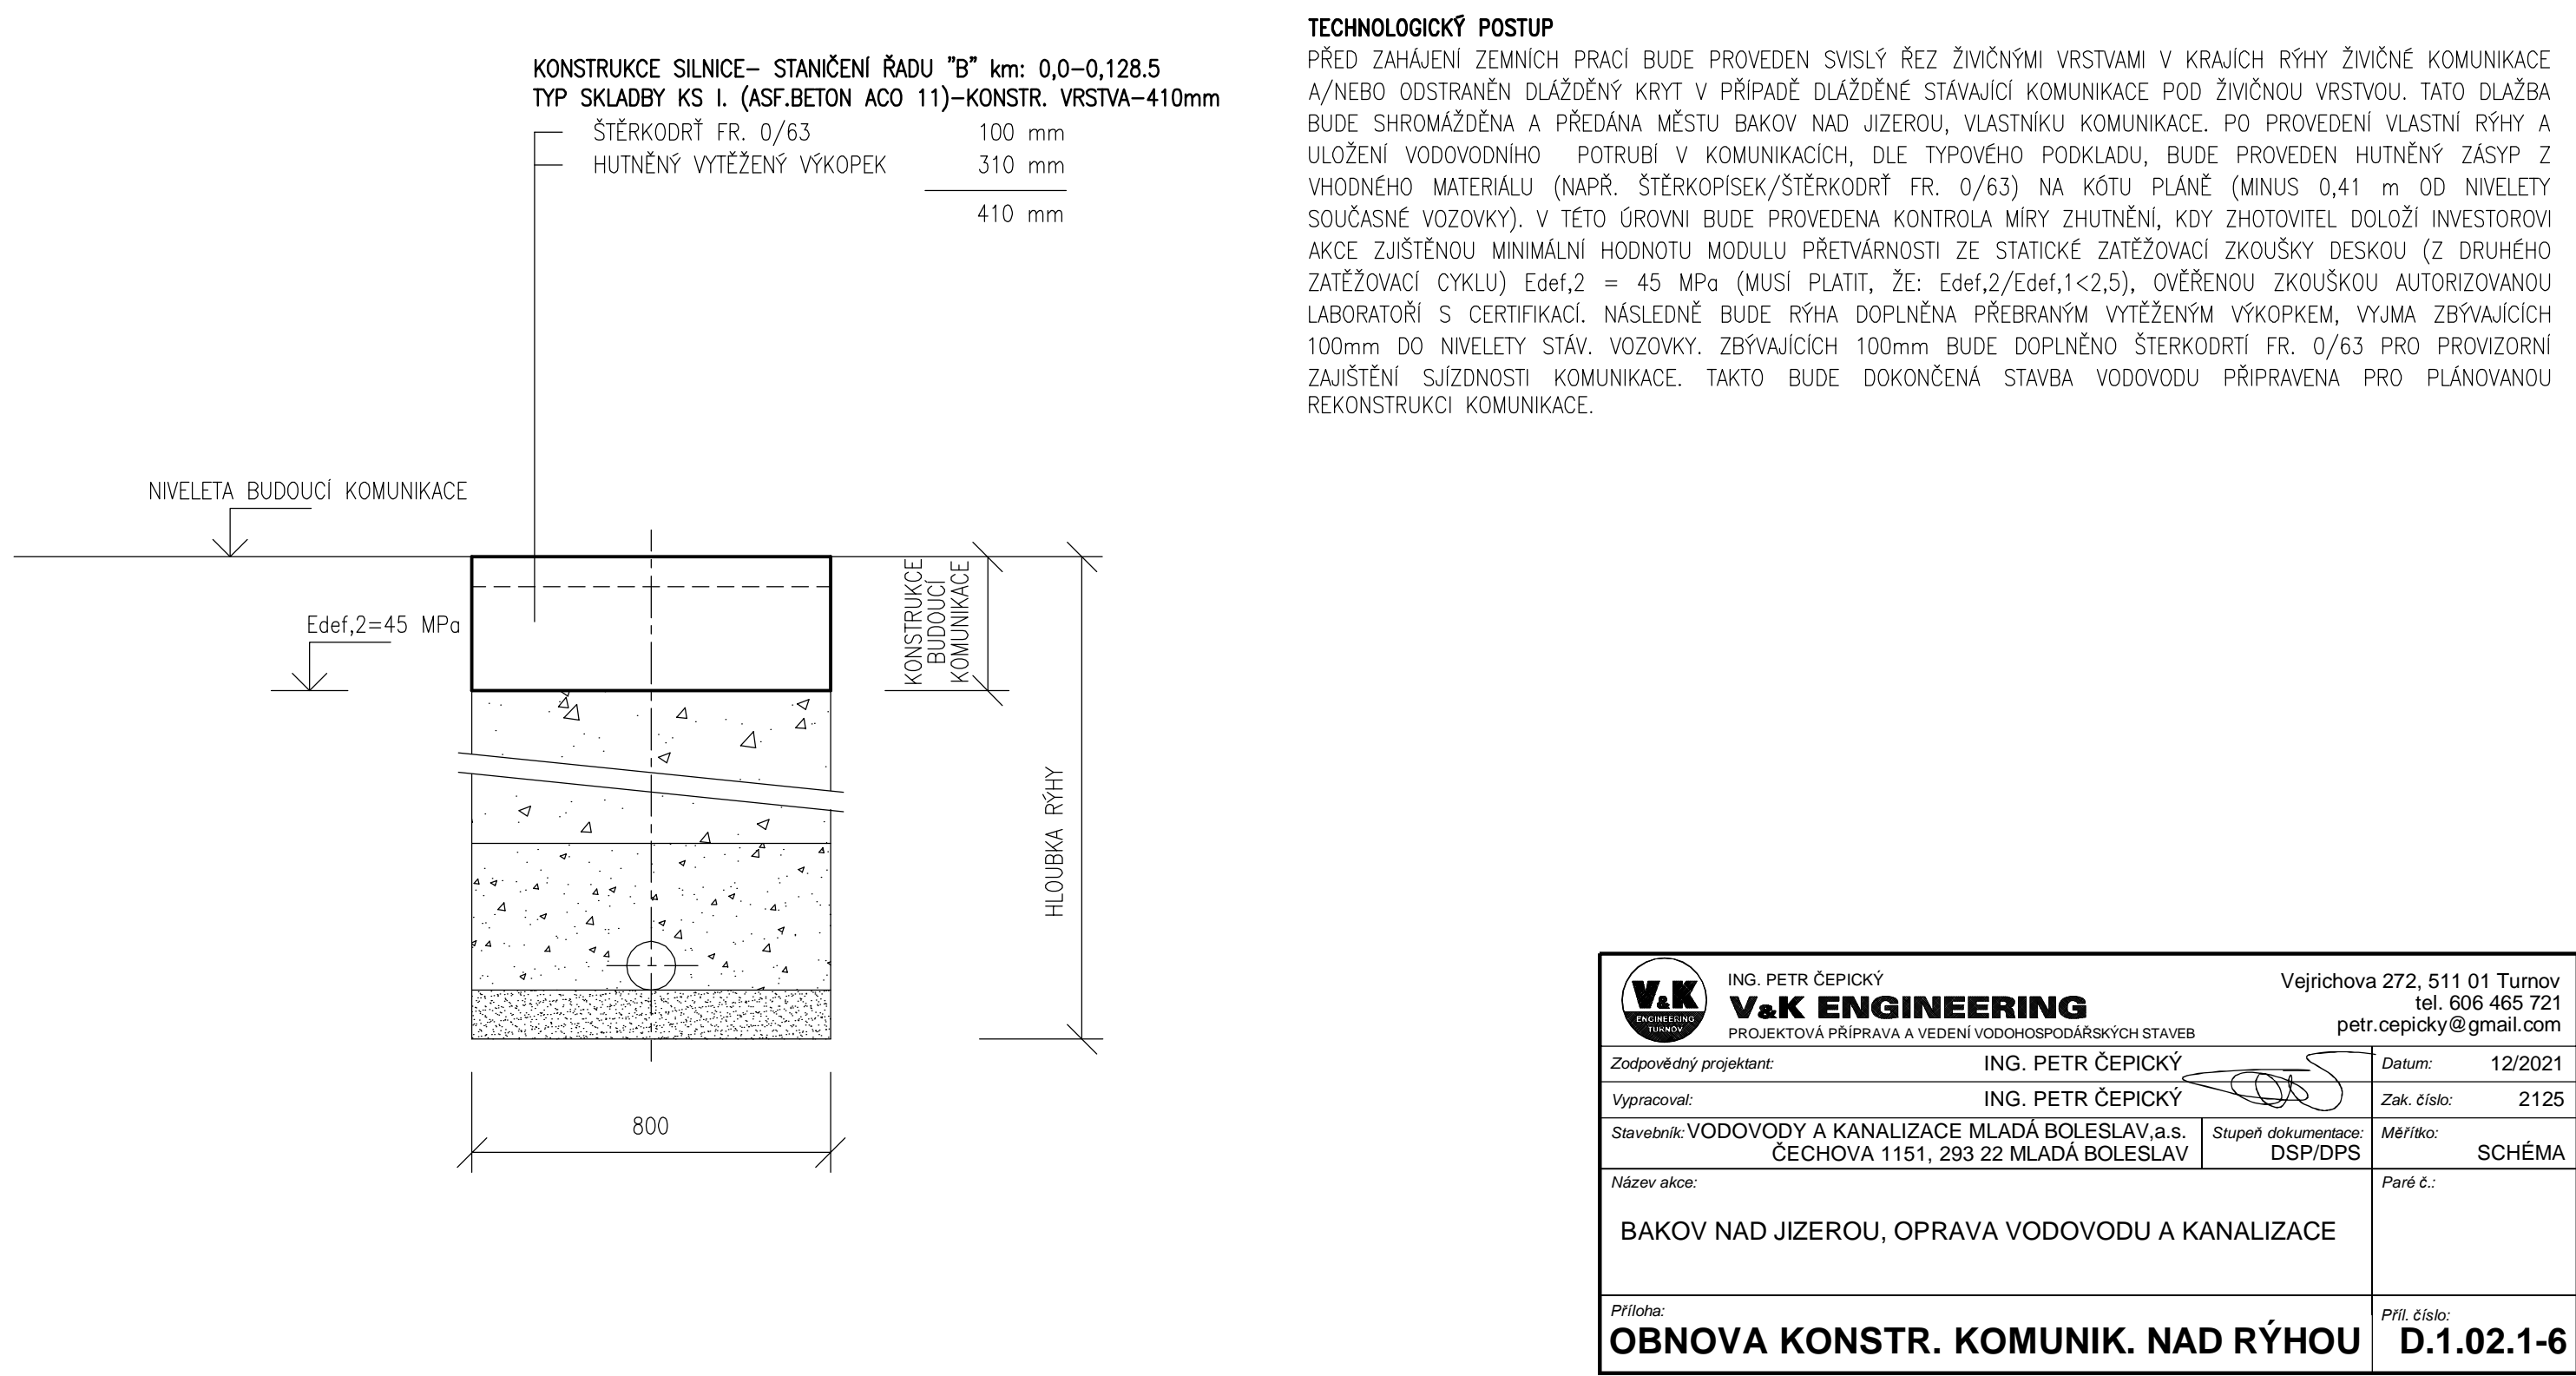 KONSTRUKCE SILNICE– STANIČENÍ ŘADU "B" km: 0,0–0,128.5
TYP SKLADBY KS I. (ASF.BETON ACO 11)–KONSTR. VRSTVA–410mm
ŠTĚRKODRŤ FR. 0/63 100 mm
HUTNĚNÝ VYTĚŽENÝ VÝKOPEK 310 mm
410 mm
NIVELETA BUDOUCÍ KOMUNIKACE
Edef,2=45 MPa
KONSTRUKCE
BUDOUCÍ
KOMUNIKACE
HLOUBKA RÝHY
800
TECHNOLOGICKÝ POSTUP
PŘED ZAHÁJENÍ ZEMNÍCH PRACÍ BUDE PROVEDEN SVISLÝ ŘEZ ŽIVIČNÝMI VRSTVAMI V KRAJÍCH RÝHY ŽIVIČNÉ KOMUNIKACE
A/NEBO ODSTRANĚN DLÁŽDĚNÝ KRYT V PŘÍPADĚ DLÁŽDĚNÉ STÁVAJÍCÍ KOMUNIKACE POD ŽIVIČNOU VRSTVOU. TATO DLAŽBA
BUDE SHROMÁŽDĚNA A PŘEDÁNA MĚSTU BAKOV NAD JIZEROU, VLASTNÍKU KOMUNIKACE. PO PROVEDENÍ VLASTNÍ RÝHY A
ULOŽENÍ VODOVODNÍHO POTRUBÍ V KOMUNIKACÍCH, DLE TYPOVÉHO PODKLADU, BUDE PROVEDEN HUTNĚNÝ ZÁSYP Z
VHODNÉHO MATERIÁLU (NAPŘ. ŠTĚRKOPÍSEK/ŠTĚRKODRŤ FR. 0/63) NA KÓTU PLÁNĚ (MINUS 0,41 m OD NIVELETY
SOUČASNÉ VOZOVKY). V TÉTO ÚROVNI BUDE PROVEDENA KONTROLA MÍRY ZHUTNĚNÍ, KDY ZHOTOVITEL DOLOŽÍ INVESTOROVI
AKCE ZJIŠTĚNOU MINIMÁLNÍ HODNOTU MODULU PŘETVÁRNOSTI ZE STATICKÉ ZATĚŽOVACÍ ZKOUŠKY DESKOU (Z DRUHÉHO
ZATĚŽOVACÍ CYKLU) Edef,2 = 45 MPa (MUSÍ PLATIT, ŽE: Edef,2/Edef,1<2,5), OVĚŘENOU ZKOUŠKOU AUTORIZOVANOU
LABORATOŘÍ S CERTIFIKACÍ. NÁSLEDNĚ BUDE RÝHA DOPLNĚNA PŘEBRANÝM VYTĚŽENÝM VÝKOPKEM, VYJMA ZBÝVAJÍCÍCH
100mm DO NIVELETY STÁV. VOZOVKY. ZBÝVAJÍCÍCH 100mm BUDE DOPLNĚNO ŠTERKODRTÍ FR. 0/63 PRO PROVIZORNÍ
ZAJIŠTĚNÍ SJÍZDNOSTI KOMUNIKACE. TAKTO BUDE DOKONČENÁ STAVBA VODOVODU PŘIPRAVENA PRO PLÁNOVANOU
REKONSTRUKCI KOMUNIKACE.
V&K
ENGINEERING
TURNOV
ING. PETR ČEPICKÝ
V&K ENGINEERING
PROJEKTOVÁ PŘÍPRAVA A VEDENÍ VODOHOSPODÁŘSKÝCH STAVEB
Vejrichova 272, 511 01 Turnov
tel. 606 465 721
petr.cepicky@gmail.com
Zodpovědný projektant: ING. PETR ČEPICKÝ
Datum: 12/2021
Vypracoval: ING. PETR ČEPICKÝ
Zak. číslo: 2125
Stavebník: VODOVODY A KANALIZACE MLADÁ BOLESLAV,a.s.
ČECHOVA 1151, 293 22 MLADÁ BOLESLAV
Stupeň dokumentace:
DSP/DPS
Měřítko:
SCHÉMA
Název akce:
BAKOV NAD JIZEROU, OPRAVA VODOVODU A KANALIZACE
Paré č.:
Příloha:
OBNOVA KONSTR. KOMUNIK. NAD RÝHOU
Příl. číslo:
D.1.02.1-6